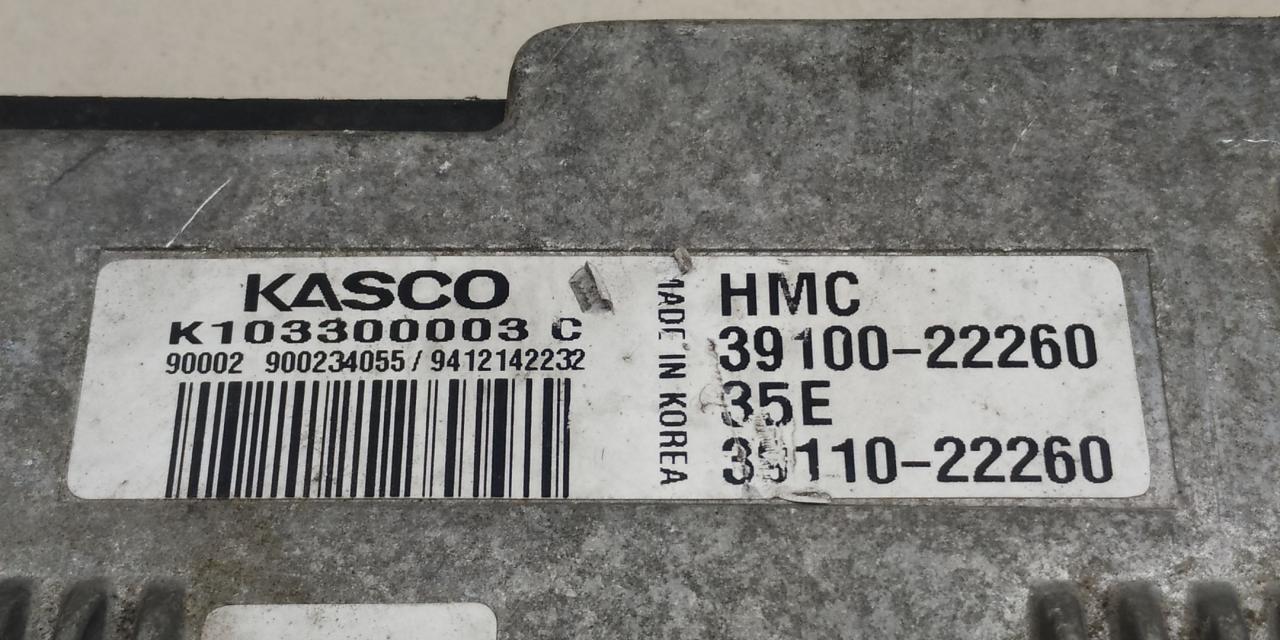 KASCO
K103300003 C
90002 900234055 / 9412142232
MADE IN KOREA
HMC
39100-22260
35E
39110-22260